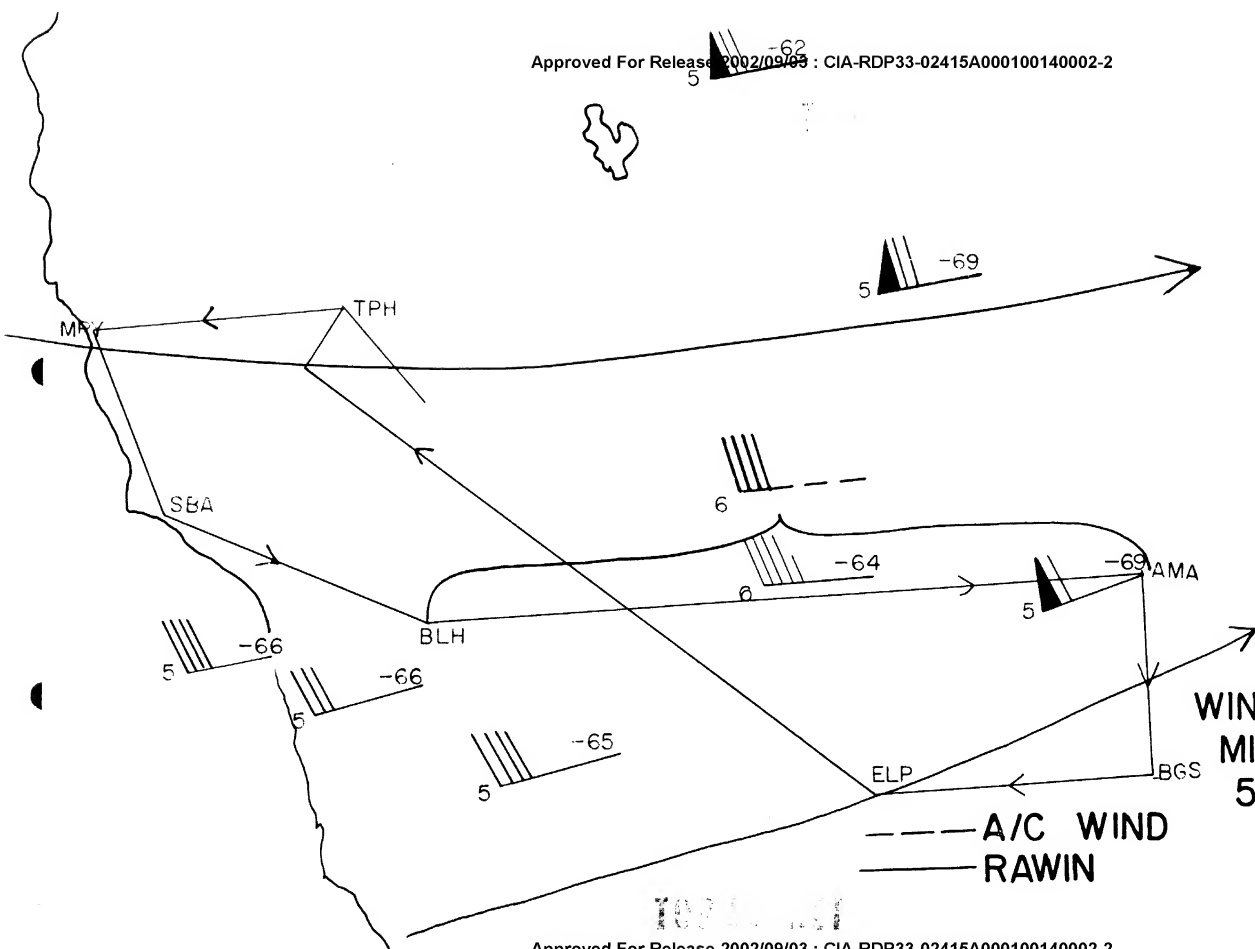 Approved For Release 2002/09/03 : CIA-RDP33-02415A000100140002-2
-62
5
-69
5
TPH
MRY
6
SBA
-64
6
-69
AMA
5
BLH
-66
5
-66
5
-65
5
WIN
MI
5
ELP
BGS
A/C WIND
RAWIN
Approved For Release 2002/09/03 : CIA-RDP33-02415A000100140002-2